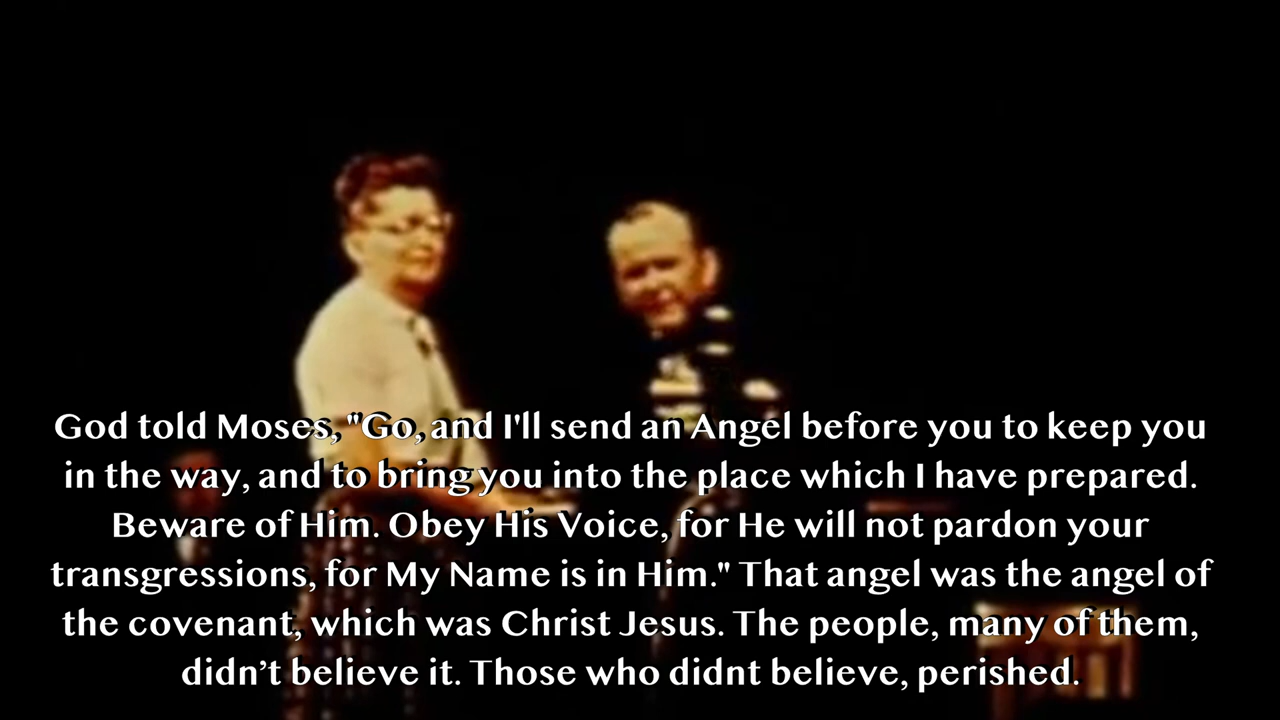 God told Moses, "Go, and I'll send an Angel before you to keep you
in the way, and to bring you into the place which I have prepared.
Beware of Him. Obey His Voice, for He will not pardon your
transgressions, for My Name is in Him." That angel was the angel of
the covenant, which was Christ Jesus. The people, many of them,
didn’t believe it. Those who didnt believe, perished.